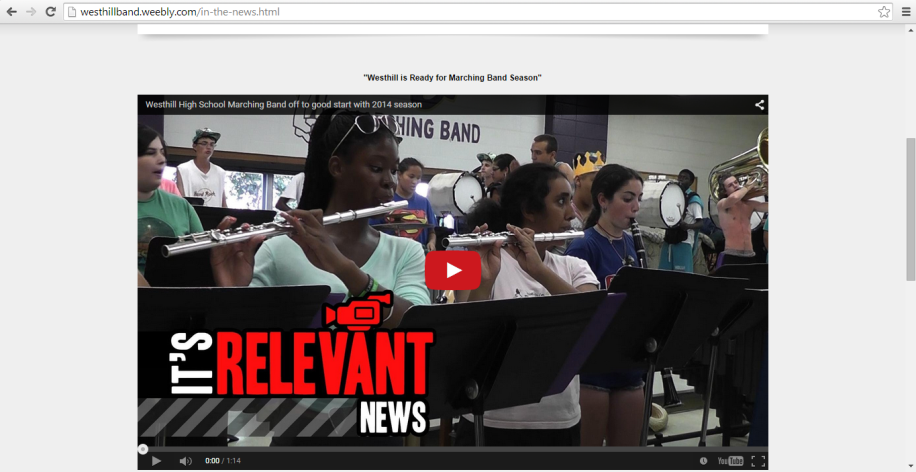 westhillband.weebly.com/in-the-news.html
"Westhill is Ready for Marching Band Season"
Westhill High School Marching Band off to good start with 2014 season
HING BAND
IT'S RELEVANT
NEWS
0:00 / 1:14
YouTube